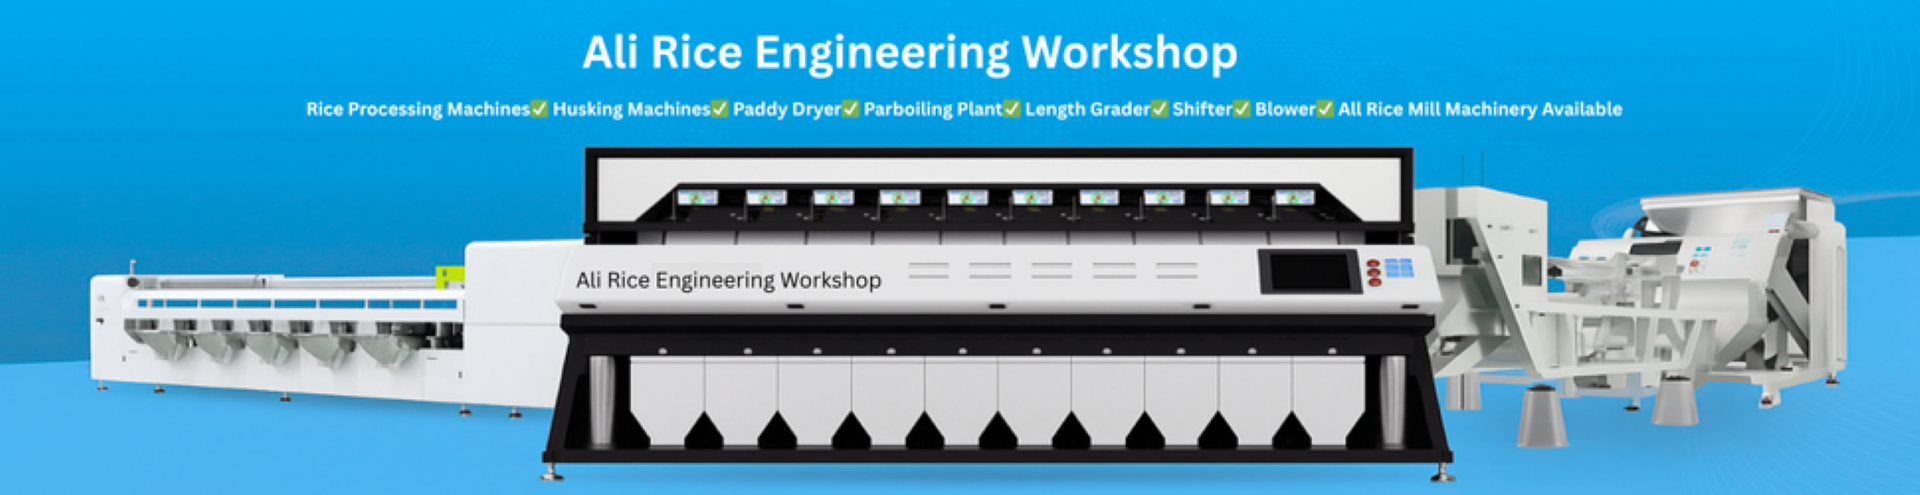 Ali Rice Engineering Workshop
Rice Processing Machines✅ Husking Machines✅ Paddy Dryer✅ Parboiling Plant✅ Length Grader✅ Shifter✅ Blower✅ All Rice Mill Machinery Available
Ali Rice Engineering Workshop